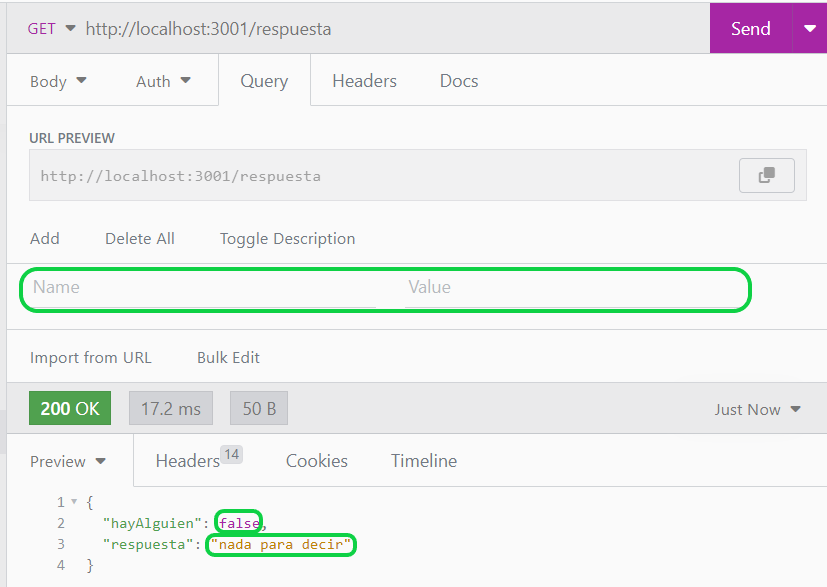 GET http://localhost:3001/respuesta Send
Body Auth Query Headers Docs
URL PREVIEW
http://localhost:3001/respuesta
Add Delete All Toggle Description
Name Value
Import from URL Bulk Edit
200 OK 17.2 ms 50 B Just Now
Preview Headers 14 Cookies Timeline
1 {
2 "hayAlguien": false,
3 "respuesta": "nada para decir"
4 }